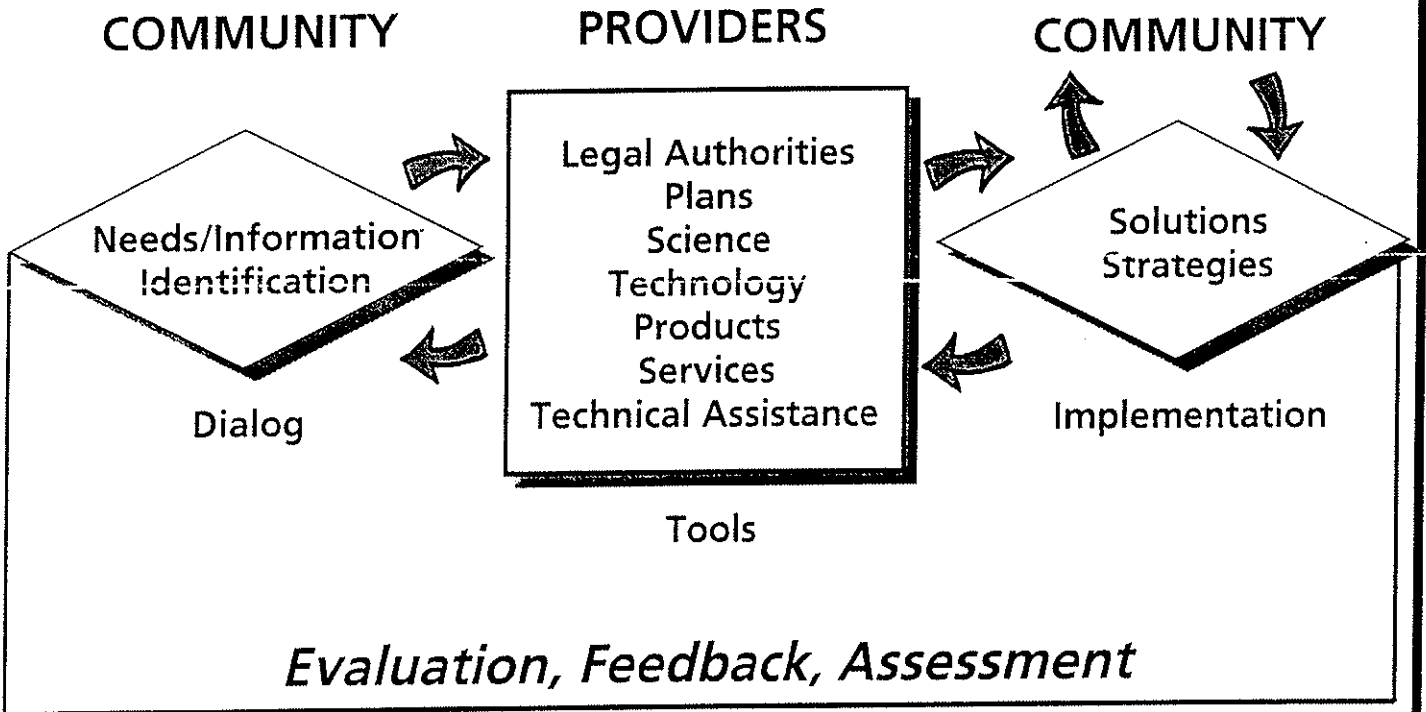 COMMUNITY
PROVIDERS
COMMUNITY
Needs/Information
Identification
Dialog
Legal Authorities
Plans
Science
Technology
Products
Services
Technical Assistance
Tools
Solutions
Strategies
Implementation
Evaluation, Feedback, Assessment